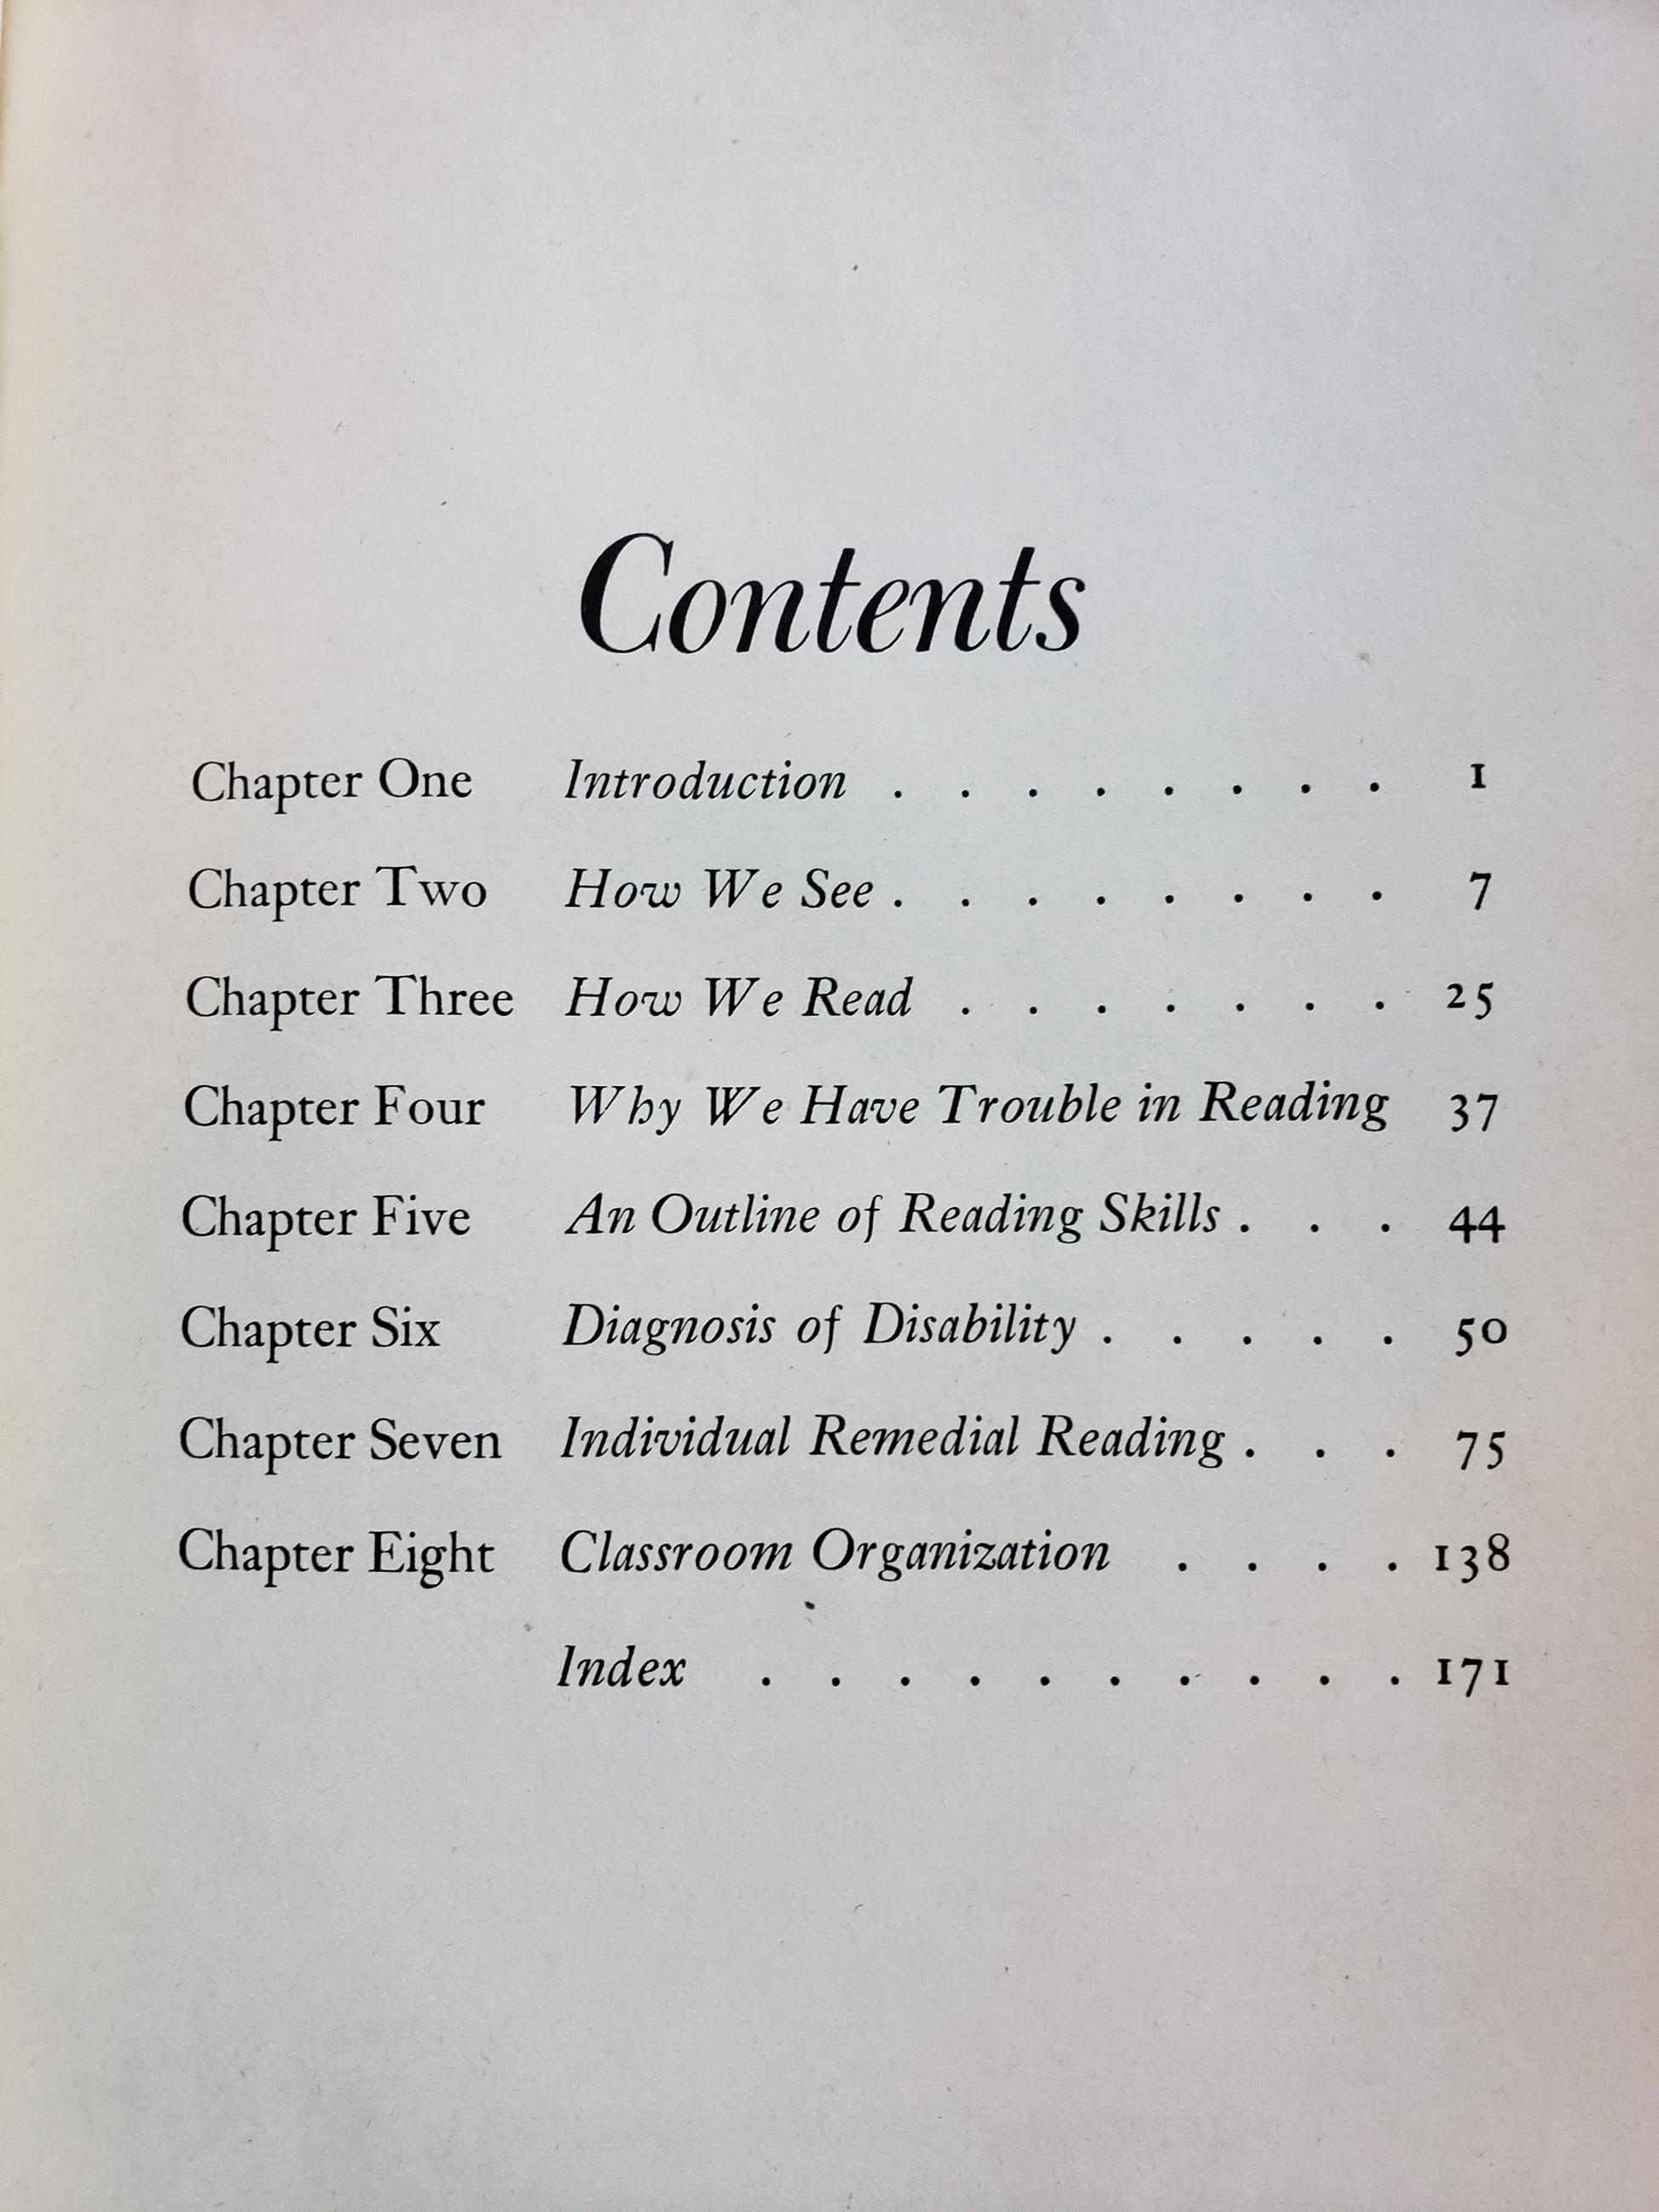 Contents
Chapter One Introduction . . . . . . . . 1
Chapter Two How We See . . . . . . . . 7
Chapter Three How We Read . . . . . . . 25
Chapter Four Why We Have Trouble in Reading 37
Chapter Five An Outline of Reading Skills . . . 44
Chapter Six Diagnosis of Disability . . . . . 50
Chapter Seven Individual Remedial Reading . . . 75
Chapter Eight Classroom Organization . . . . 138
Index . . . . . . . . . . 171